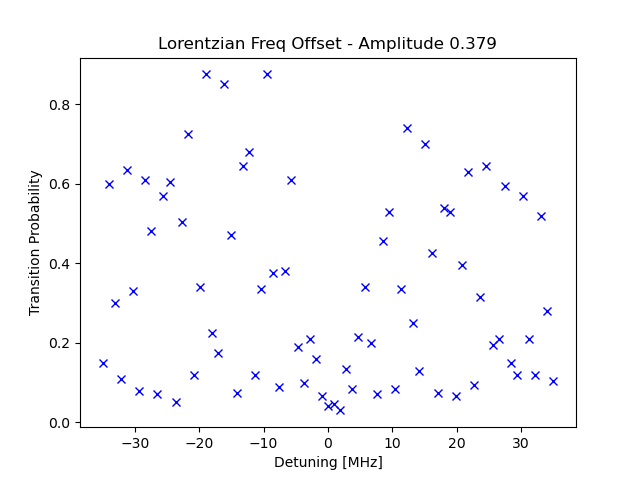 Lorentzian Freq Offset - Amplitude 0.379
Transition Probability
0.8
0.6
0.4
0.2
0.0
−30 −20 −10 0 10 20 30
Detuning [MHz]